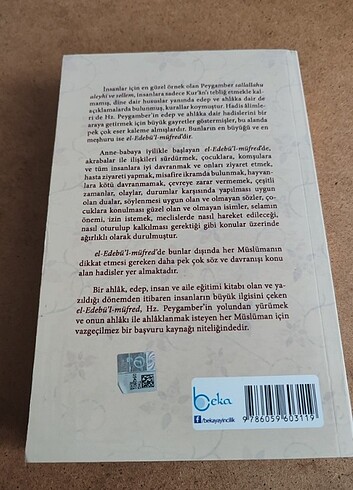 İnsanlar için en güzel örnek olan Peygamber sallallahu
aleyhi ve sellem, insanlara sadece Kur'ân'ı tebliğ etmekle kal-
mamış, dine dair hususlar yanında edep ve ahlâka dair de
açıklamalarda bulunmuş, kurallar koymuştur. Hadis âlimle-
ri de Hz. Peygamber'in edep ve ahlâk dair hadislerini bir
araya getirmek için büyük gayretler göstermişler, bu alanda
pek çok eser kaleme almışlardır. Bunların en büyüğü ve en
meşhuru ise el-Edebü'l-müfred'dir.
Anne-babaya iyilikle başlayan el-Edebü'l-müfred'de,
akrabalar ile ilişkileri sürdürmek, çocuklara, komşulara
ve tüm insanlara iyi davranmak ve onları ziyaret etmek,
hasta ziyareti yapmak, misafire ikramda bulunmak, hayvan-
lara kötü davranmamak, çevreye zarar vermemek, çeşitli
zamanlar, olaylar, durumlar karşısında yapılması uygun
olan dualar, söylenmesi uygun olan ve olmayan sözler, ço-
cuklara konulması güzel olan ve olmayan isimler, selamın
önemi, izin istemek, meclislerde nasıl hareket edileceği,
nasıl oturulup kalkılması gerektiği gibi konular üzerinde
ağırlıklı olarak durulmuştur.
el-Edebü'l-müfred'de bunlar dışında her Müslümanın
dikkat etmesi gereken daha pek çok söz ve davranışı konu
alan hadisler yer almaktadır.
Bir ahlâk, edep, insan ve aile eğitimi kitabı olan ve ya-
zıldığı dönemden itibaren insanların büyük ilgisini çeken
el-Edebü'l-müfred, Hz. Peygamber'in yolundan yürümek
ve onun ahlâkı ile ahlâklanmak isteyen her Müslüman için
vazgeçilmez bir başvuru kaynağı niteliğindedir.
beka
/bekayayincilik
9 786059 603119